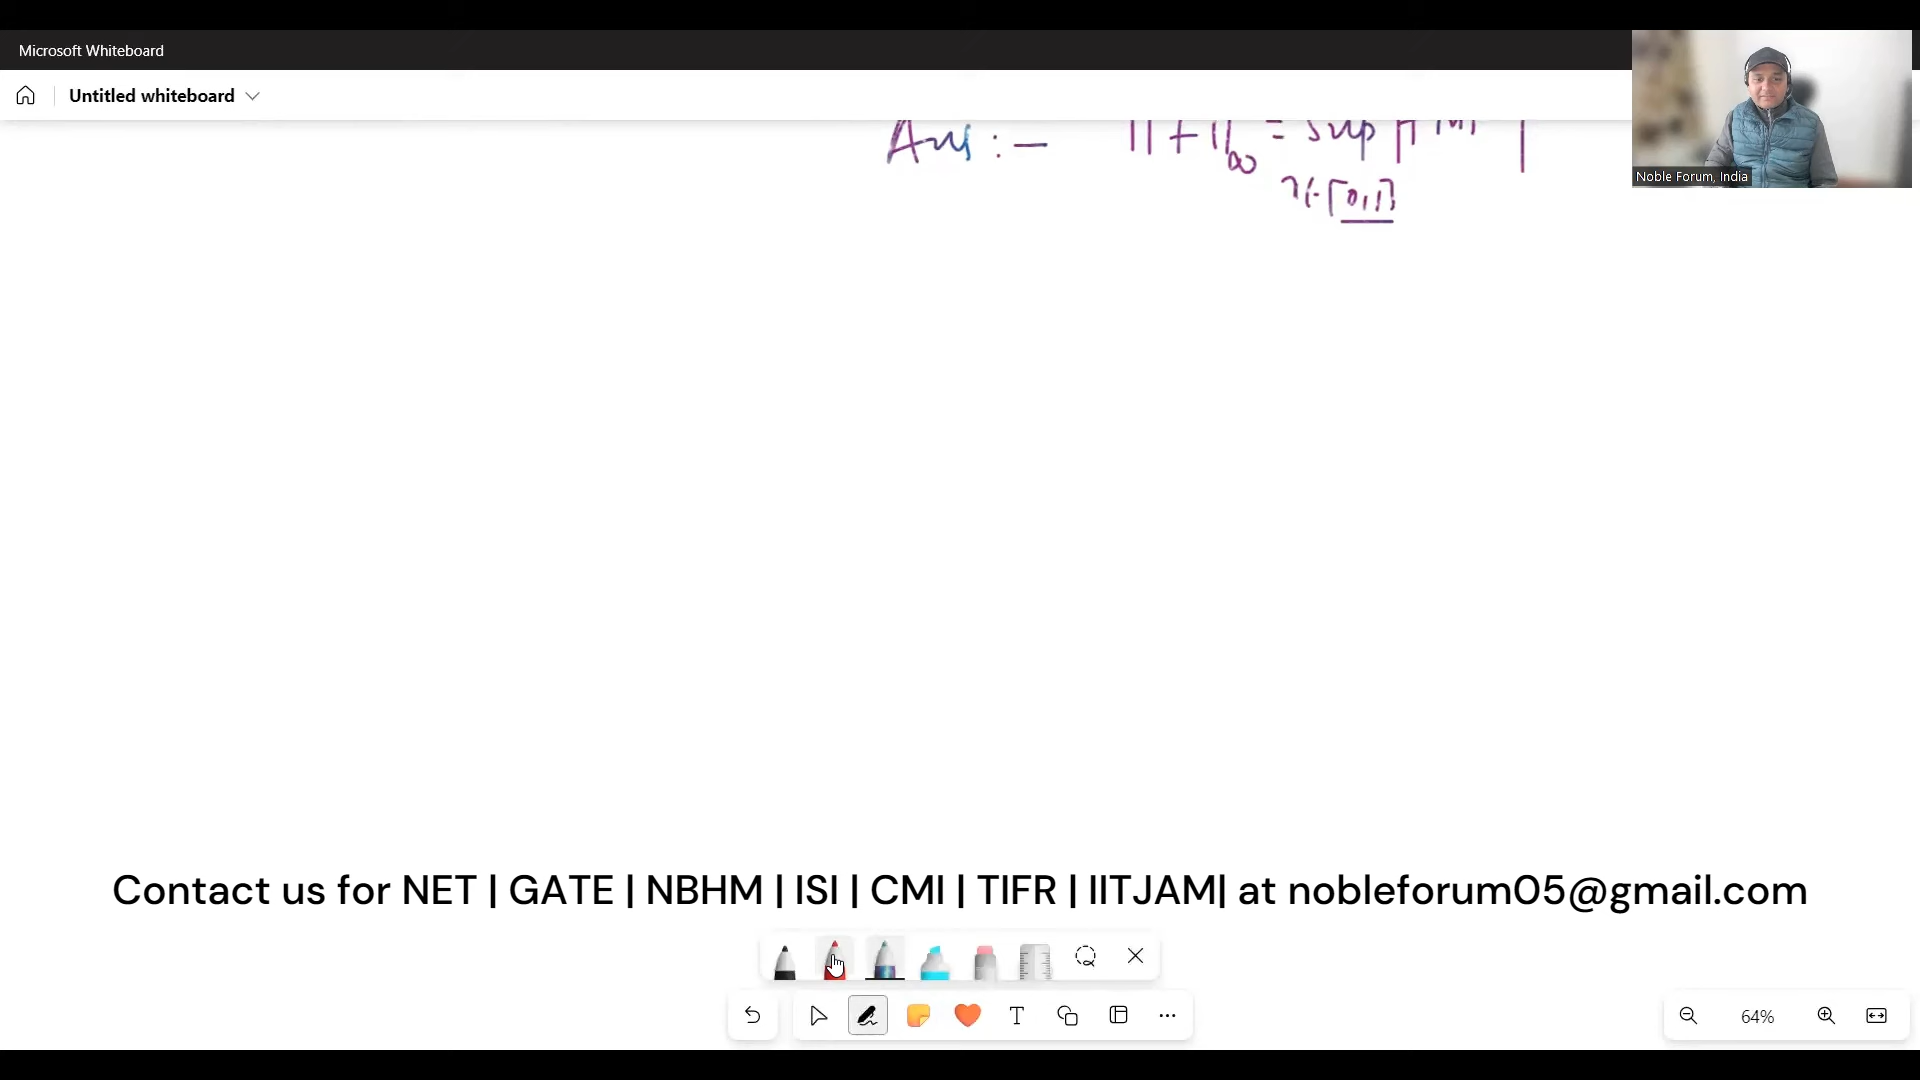 Microsoft Whiteboard
Untitled whiteboard
Ans :- ||f||∞ = sup |f(x)|
x∈[0,1]
Noble Forum, India
Contact us for NET | GATE | NBHM | ISI | CMI | TIFR | IITJAM| at nobleforum05@gmail.com
64%